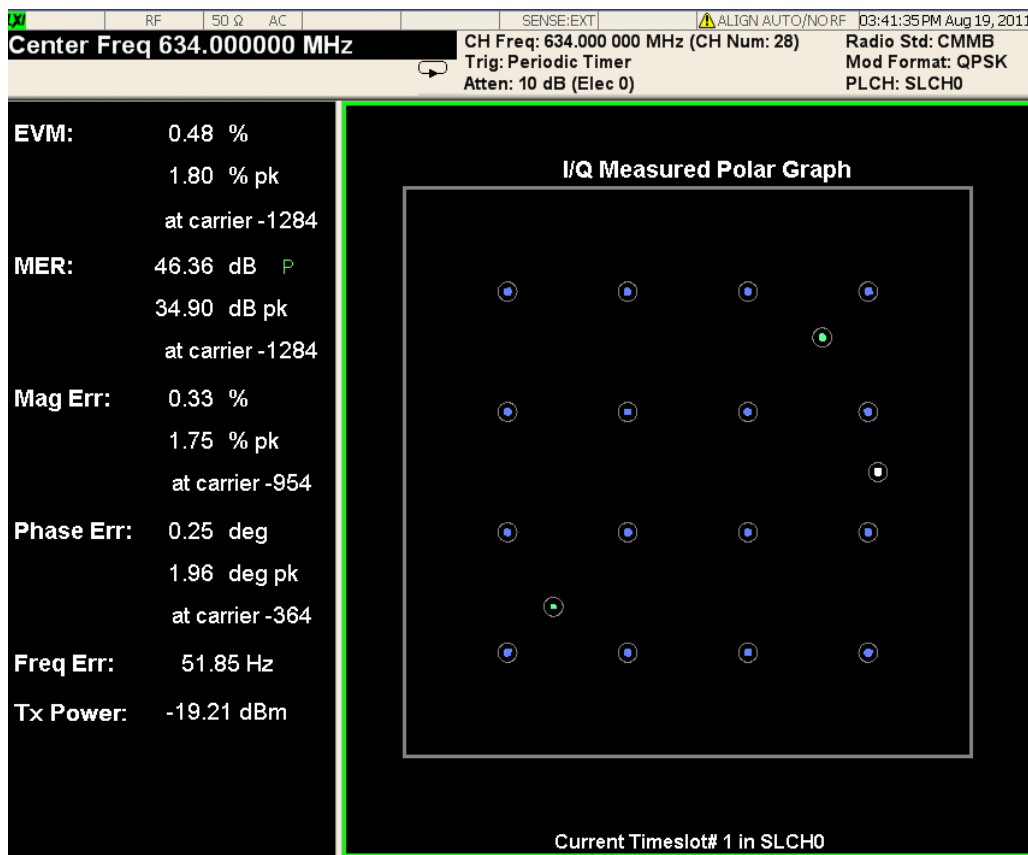 LXI RF 50 Ω AC SENSE:EXT ALIGN AUTO/NO RF 03:41:35 PM Aug 19, 2011
Center Freq 634.000000 MHz
CH Freq: 634.000 000 MHz (CH Num: 28)
Trig: Periodic Timer
Atten: 10 dB (Elec 0)
Radio Std: CMMB
Mod Format: QPSK
PLCH: SLCH0
EVM: 0.48 %
1.80 % pk
at carrier -1284
MER: 46.36 dB P
34.90 dB pk
at carrier -1284
Mag Err: 0.33 %
1.75 % pk
at carrier -954
Phase Err: 0.25 deg
1.96 deg pk
at carrier -364
Freq Err: 51.85 Hz
Tx Power: -19.21 dBm
I/Q Measured Polar Graph
Current Timeslot# 1 in SLCH0